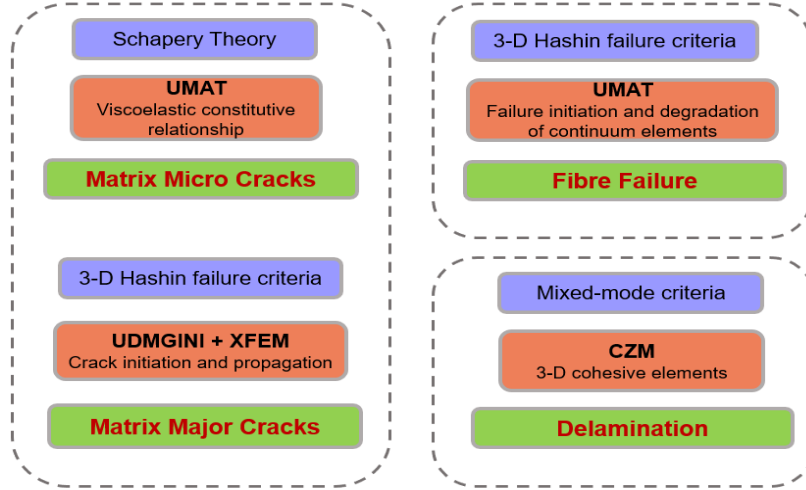 Schapery Theory
UMAT
Viscoelastic constitutive
relationship)
Matrix Micro Cracks
3-D Hashin failure criteria
UDMGINI + XFEM
Crack initiation and propagation)
Matrix Major Cracks
3-D Hashin failure criteria
UMAT
Failure initiation and degradation
of continuum elements
Fibre Failure
Mixed-mode criteria
CZM
3-D cohesive elements
Delamination